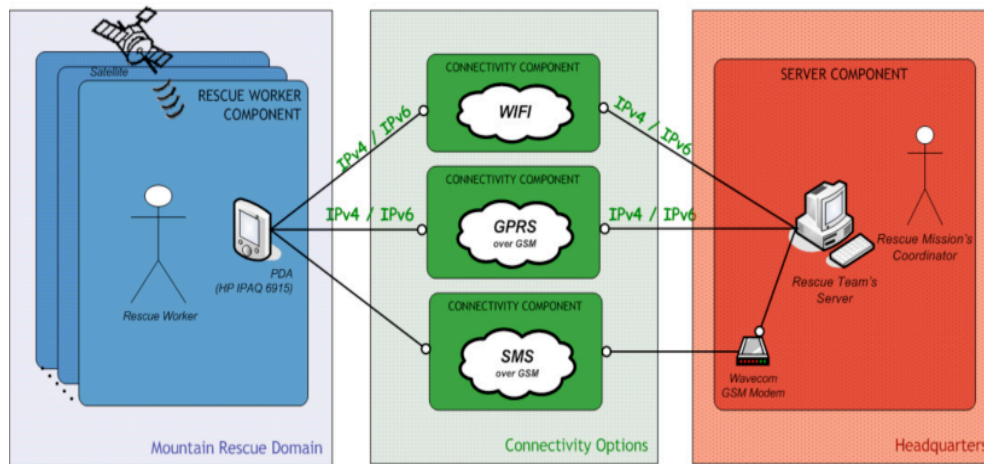 Satellite
RESCUE WORKER
COMPONENT
Rescue Worker
PDA
(HP IPAQ 6915)
Mountain Rescue Domain
IPv4 / IPv6
IPv4 / IPv6
CONNECTIVITY COMPONENT
WIFI
CONNECTIVITY COMPONENT
GPRS
over GSM
CONNECTIVITY COMPONENT
SMS
over GSM
Connectivity Options
IPv4 / IPv6
IPv4 / IPv6
SERVER COMPONENT
Rescue Mission's
Coordinator
Rescue Team's
Server
Wavecom
GSM Modem
Headquarters